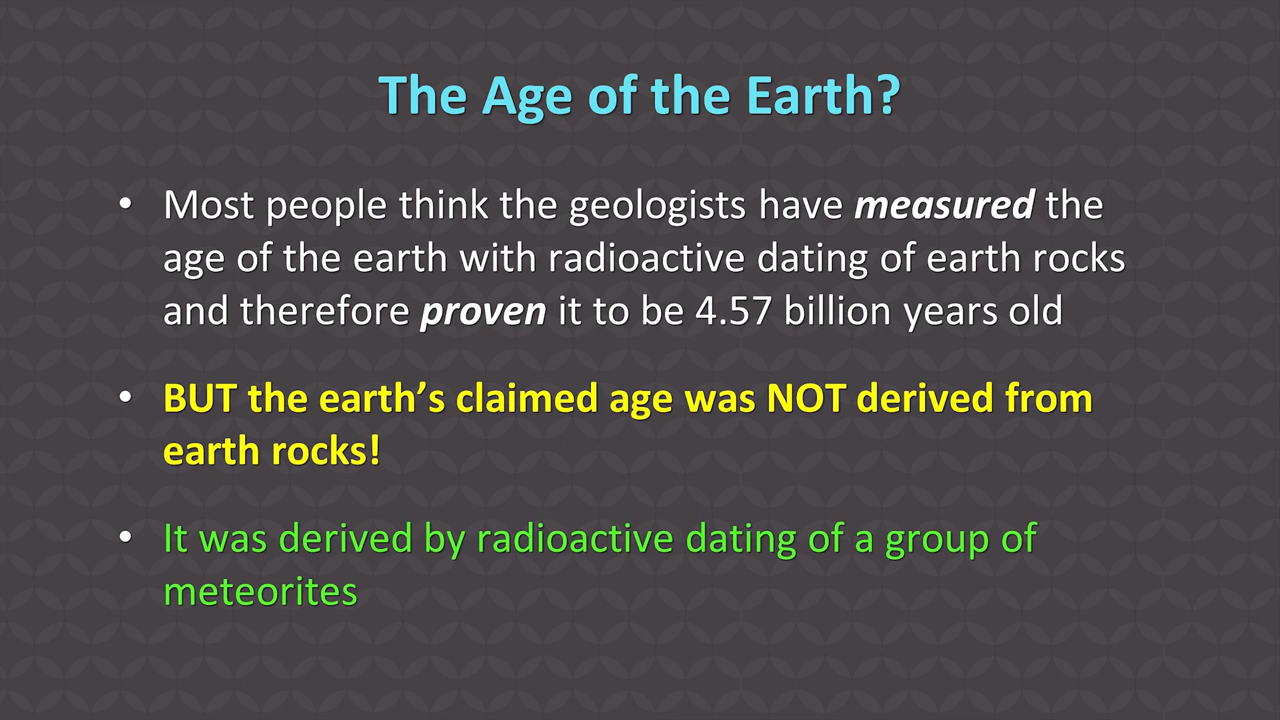 The Age of the Earth?
• Most people think the geologists have measured the
age of the earth with radioactive dating of earth rocks
and therefore proven it to be 4.57 billion years old
• BUT the earth’s claimed age was NOT derived from
earth rocks!
• It was derived by radioactive dating of a group of
meteorites